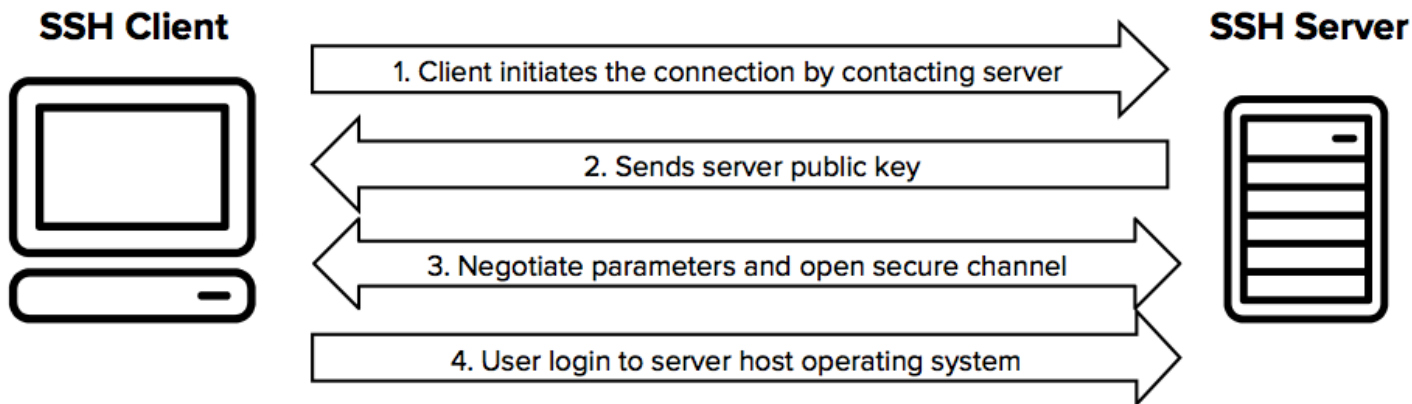 SSH Client
SSH Server
1. Client initiates the connection by contacting server
2. Sends server public key
3. Negotiate parameters and open secure channel
4. User login to server host operating system